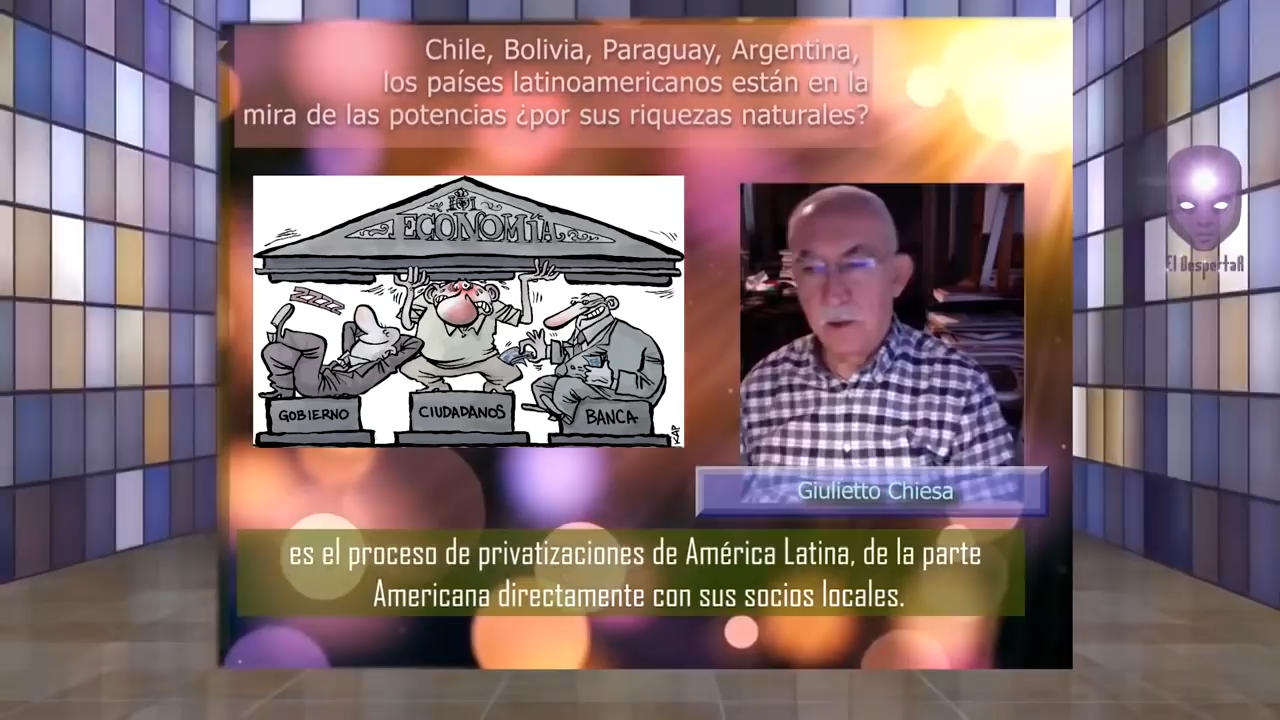 Chile, Bolivia, Paraguay, Argentina,
los países latinoamericanos están en la
mira de las potencias ¿por sus riquezas naturales?
ECONOMÍA
ZZZZ
GOBIERNO
CIUDADANOS
BANCA
KAP
El DespertaR
Giulietto Chiesa
es el proceso de privatizaciones de América Latina, de la parte
Americana directamente con sus socios locales.